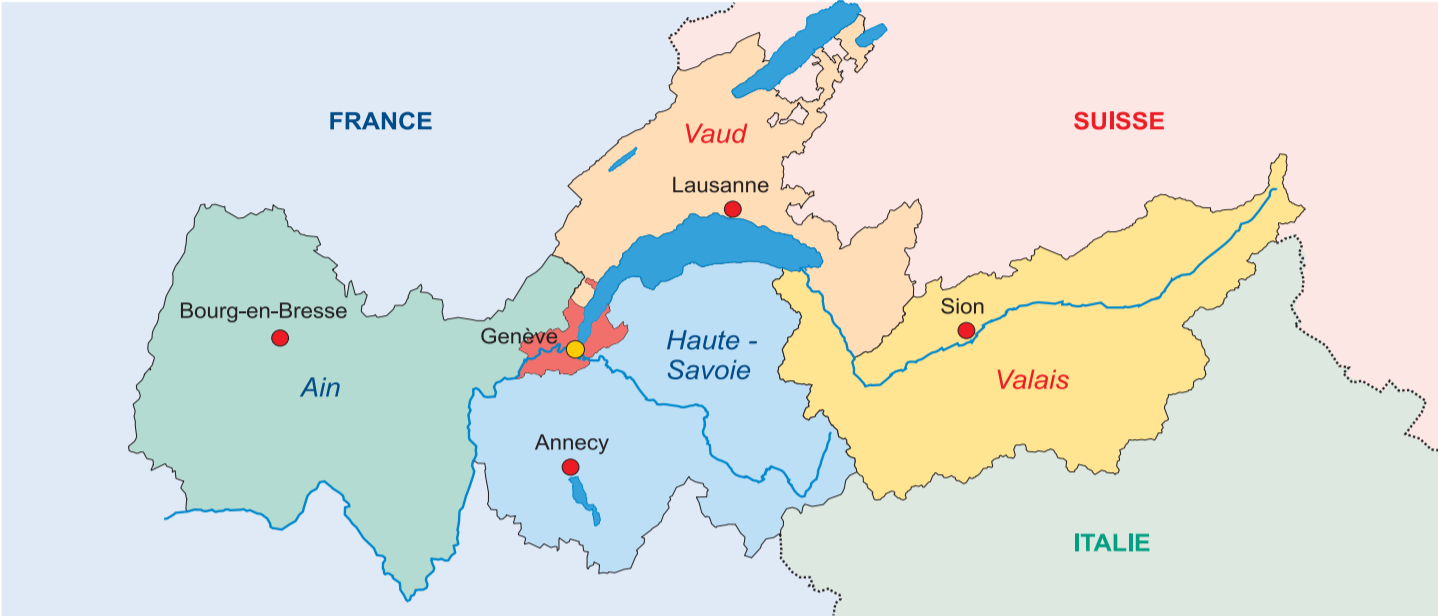 FRANCE
SUISSE
Vaud
Lausanne
Bourg-en-Bresse
Sion
Genève
Haute -
Savoie
Ain
Valais
Annecy
ITALIE